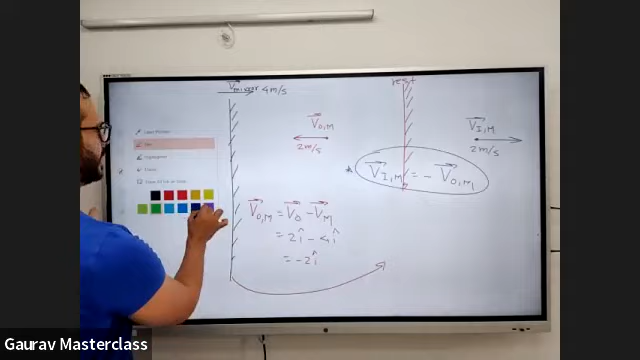 V⃗mirror 4m/s
rest
V⃗O,M
2m/s
V⃗I,M
2m/s
* V⃗I,M = - V⃗O,M
V⃗O,M = V⃗O - V⃗M
= 2î - 4î
= -2î
Gaurav Masterclass